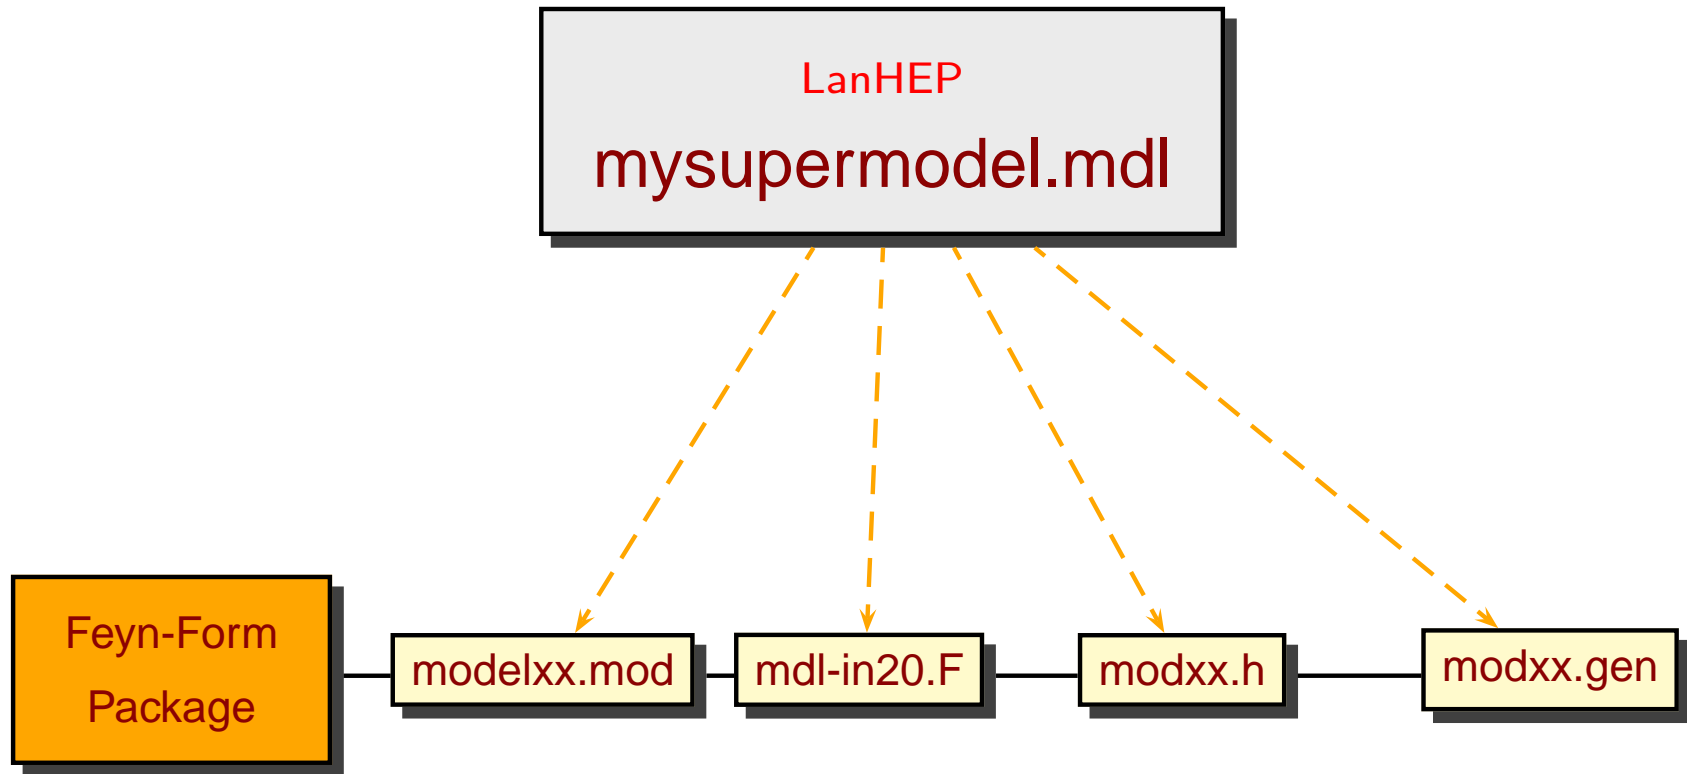 LanHEP
mysupermodel.mdl
Feyn-Form
Package
modelxx.mod
mdl-in20.F
modxx.h
modxx.gen